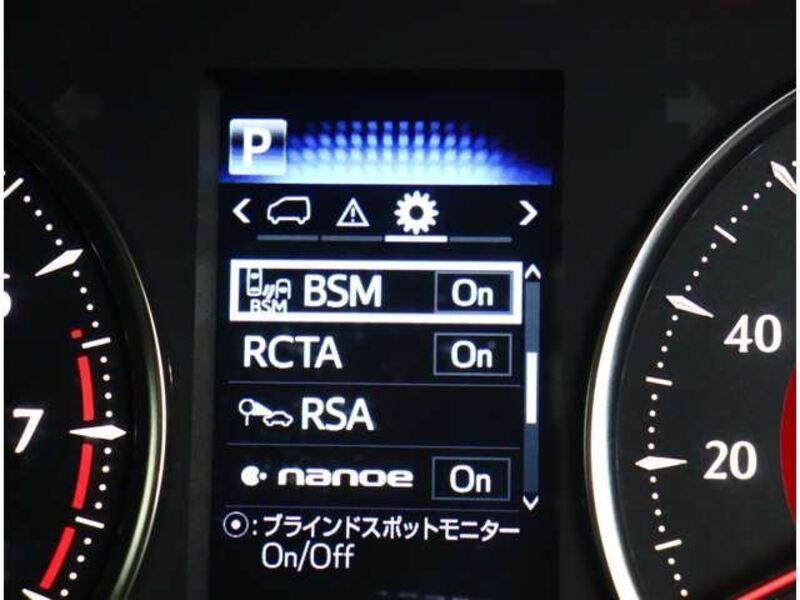 P
BSM BSM On
RCTA On
RSA
nanoe On
:ブラインドスポットモニター
On/Off
7
40
20